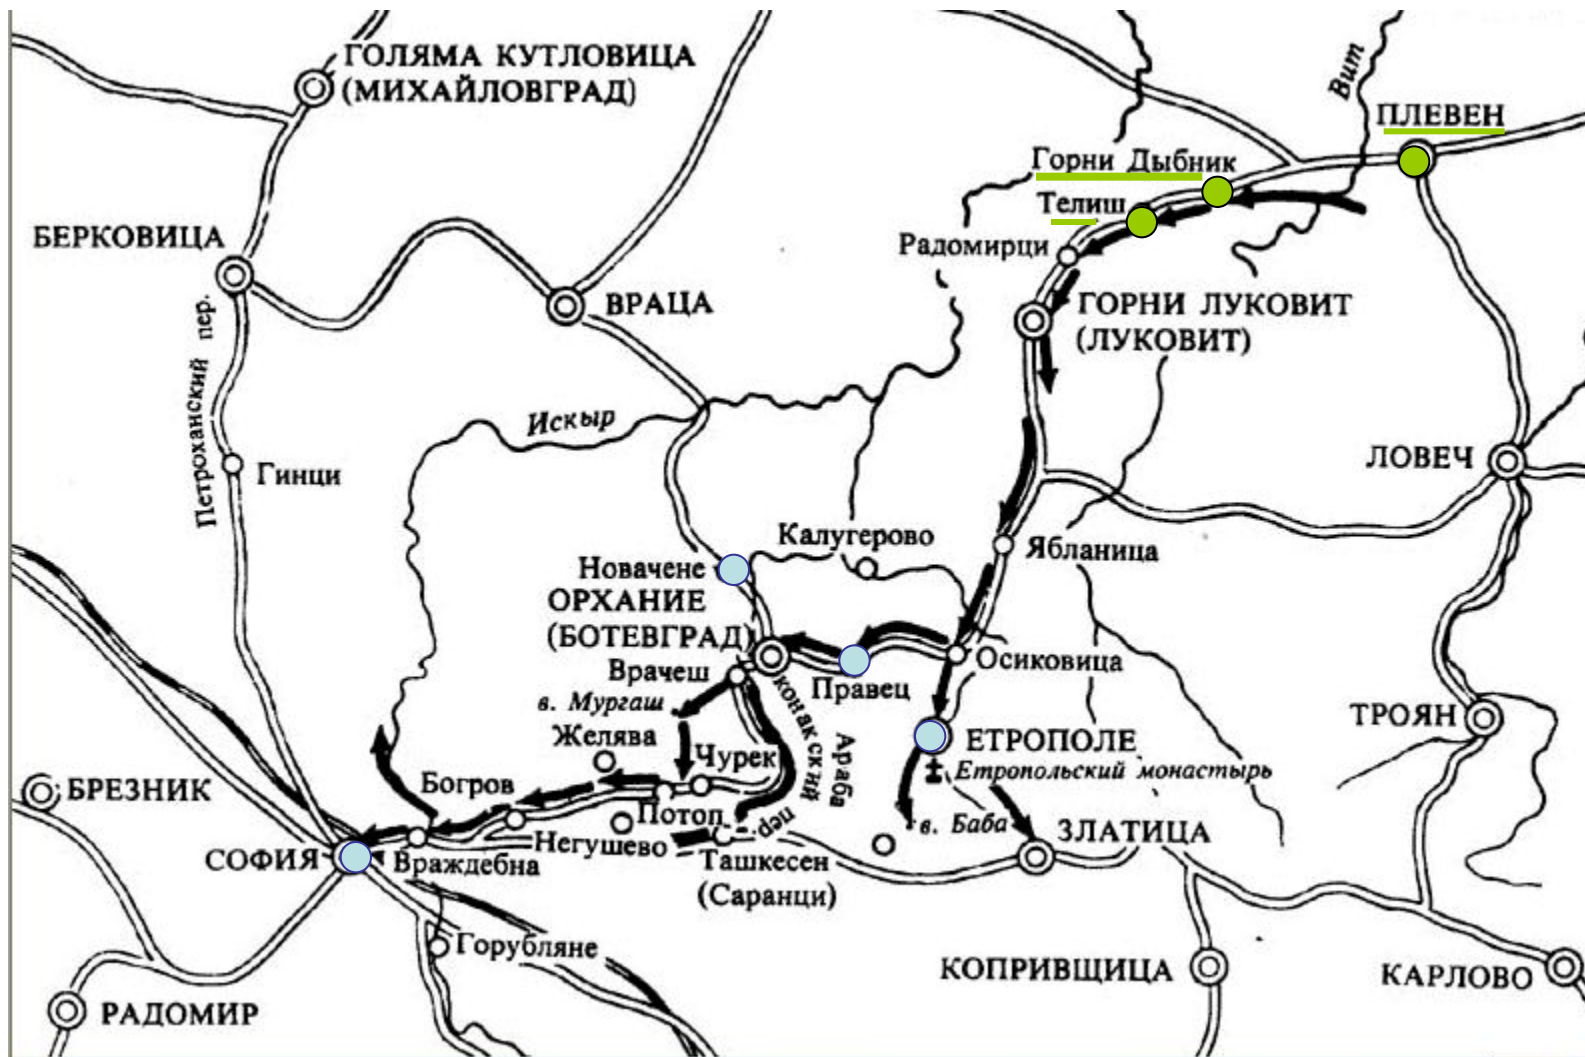 ГОЛЯМА КУТЛОВИЦА
(МИХАЙЛОВГРАД)
Вит
ПЛЕВЕН
Горни Дыбник
Телиш
Радомирци
БЕРКОВИЦА
Петроханский пер.
ВРАЦА
ГОРНИ ЛУКОВИТ
(ЛУКОВИТ)
Искыр
Гинци
ЛОВЕЧ
Калугерово
Ябланица
Новачене
ОРХАНИЕ
(БОТЕВГРАД)
Врачеш
Осиковица
Правец
в. Мургаш
Арабаконакский пер.
ТРОЯН
Желява
ЕТРОПОЛЕ
Чурек
Етропольский монастырь
БРЕЗНИК
Богров
Потоп
в. Баба
ЗЛАТИЦА
СОФИЯ
Враждебна
Негушево
Ташкесен
(Саранци)
Горубляне
КОПРИВЩИЦА
КАРЛОВО
РАДОМИР